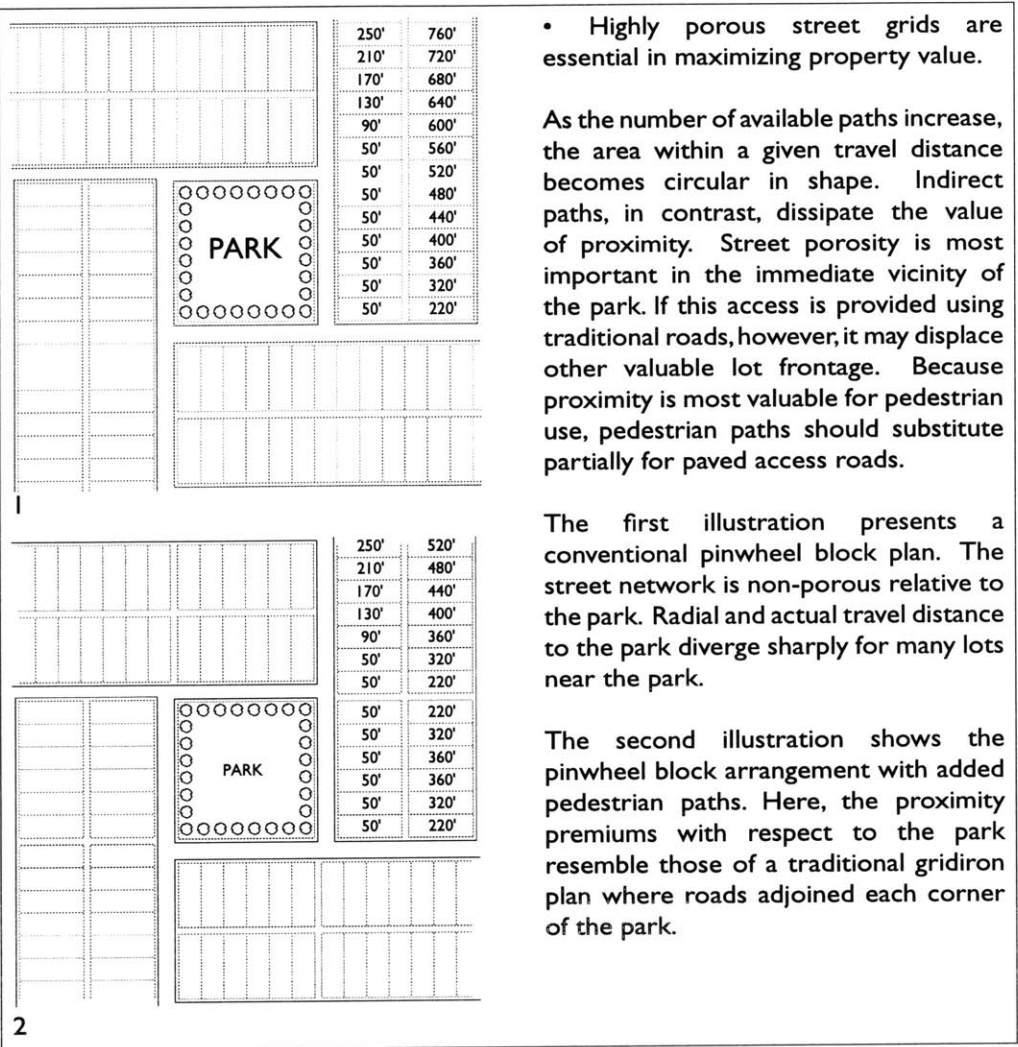 250' 760'
210' 720'
170' 680'
130' 640'
90' 600'
50' 560'
50' 520'
50' 480'
50' 440'
50' 400'
50' 360'
50' 320'
50' 220'
PARK
1
250' 520'
210' 480'
170' 440'
130' 400'
90' 360'
50' 320'
50' 220'
50' 220'
50' 320'
50' 360'
50' 360'
50' 320'
50' 220'
PARK
2
• Highly porous street grids are
essential in maximizing property value.
As the number of available paths increase,
the area within a given travel distance
becomes circular in shape. Indirect
paths, in contrast, dissipate the value
of proximity. Street porosity is most
important in the immediate vicinity of
the park. If this access is provided using
traditional roads, however, it may displace
other valuable lot frontage. Because
proximity is most valuable for pedestrian
use, pedestrian paths should substitute
partially for paved access roads.
The first illustration presents a
conventional pinwheel block plan. The
street network is non-porous relative to
the park. Radial and actual travel distance
to the park diverge sharply for many lots
near the park.
The second illustration shows the
pinwheel block arrangement with added
pedestrian paths. Here, the proximity
premiums with respect to the park
resemble those of a traditional gridiron
plan where roads adjoined each corner
of the park.